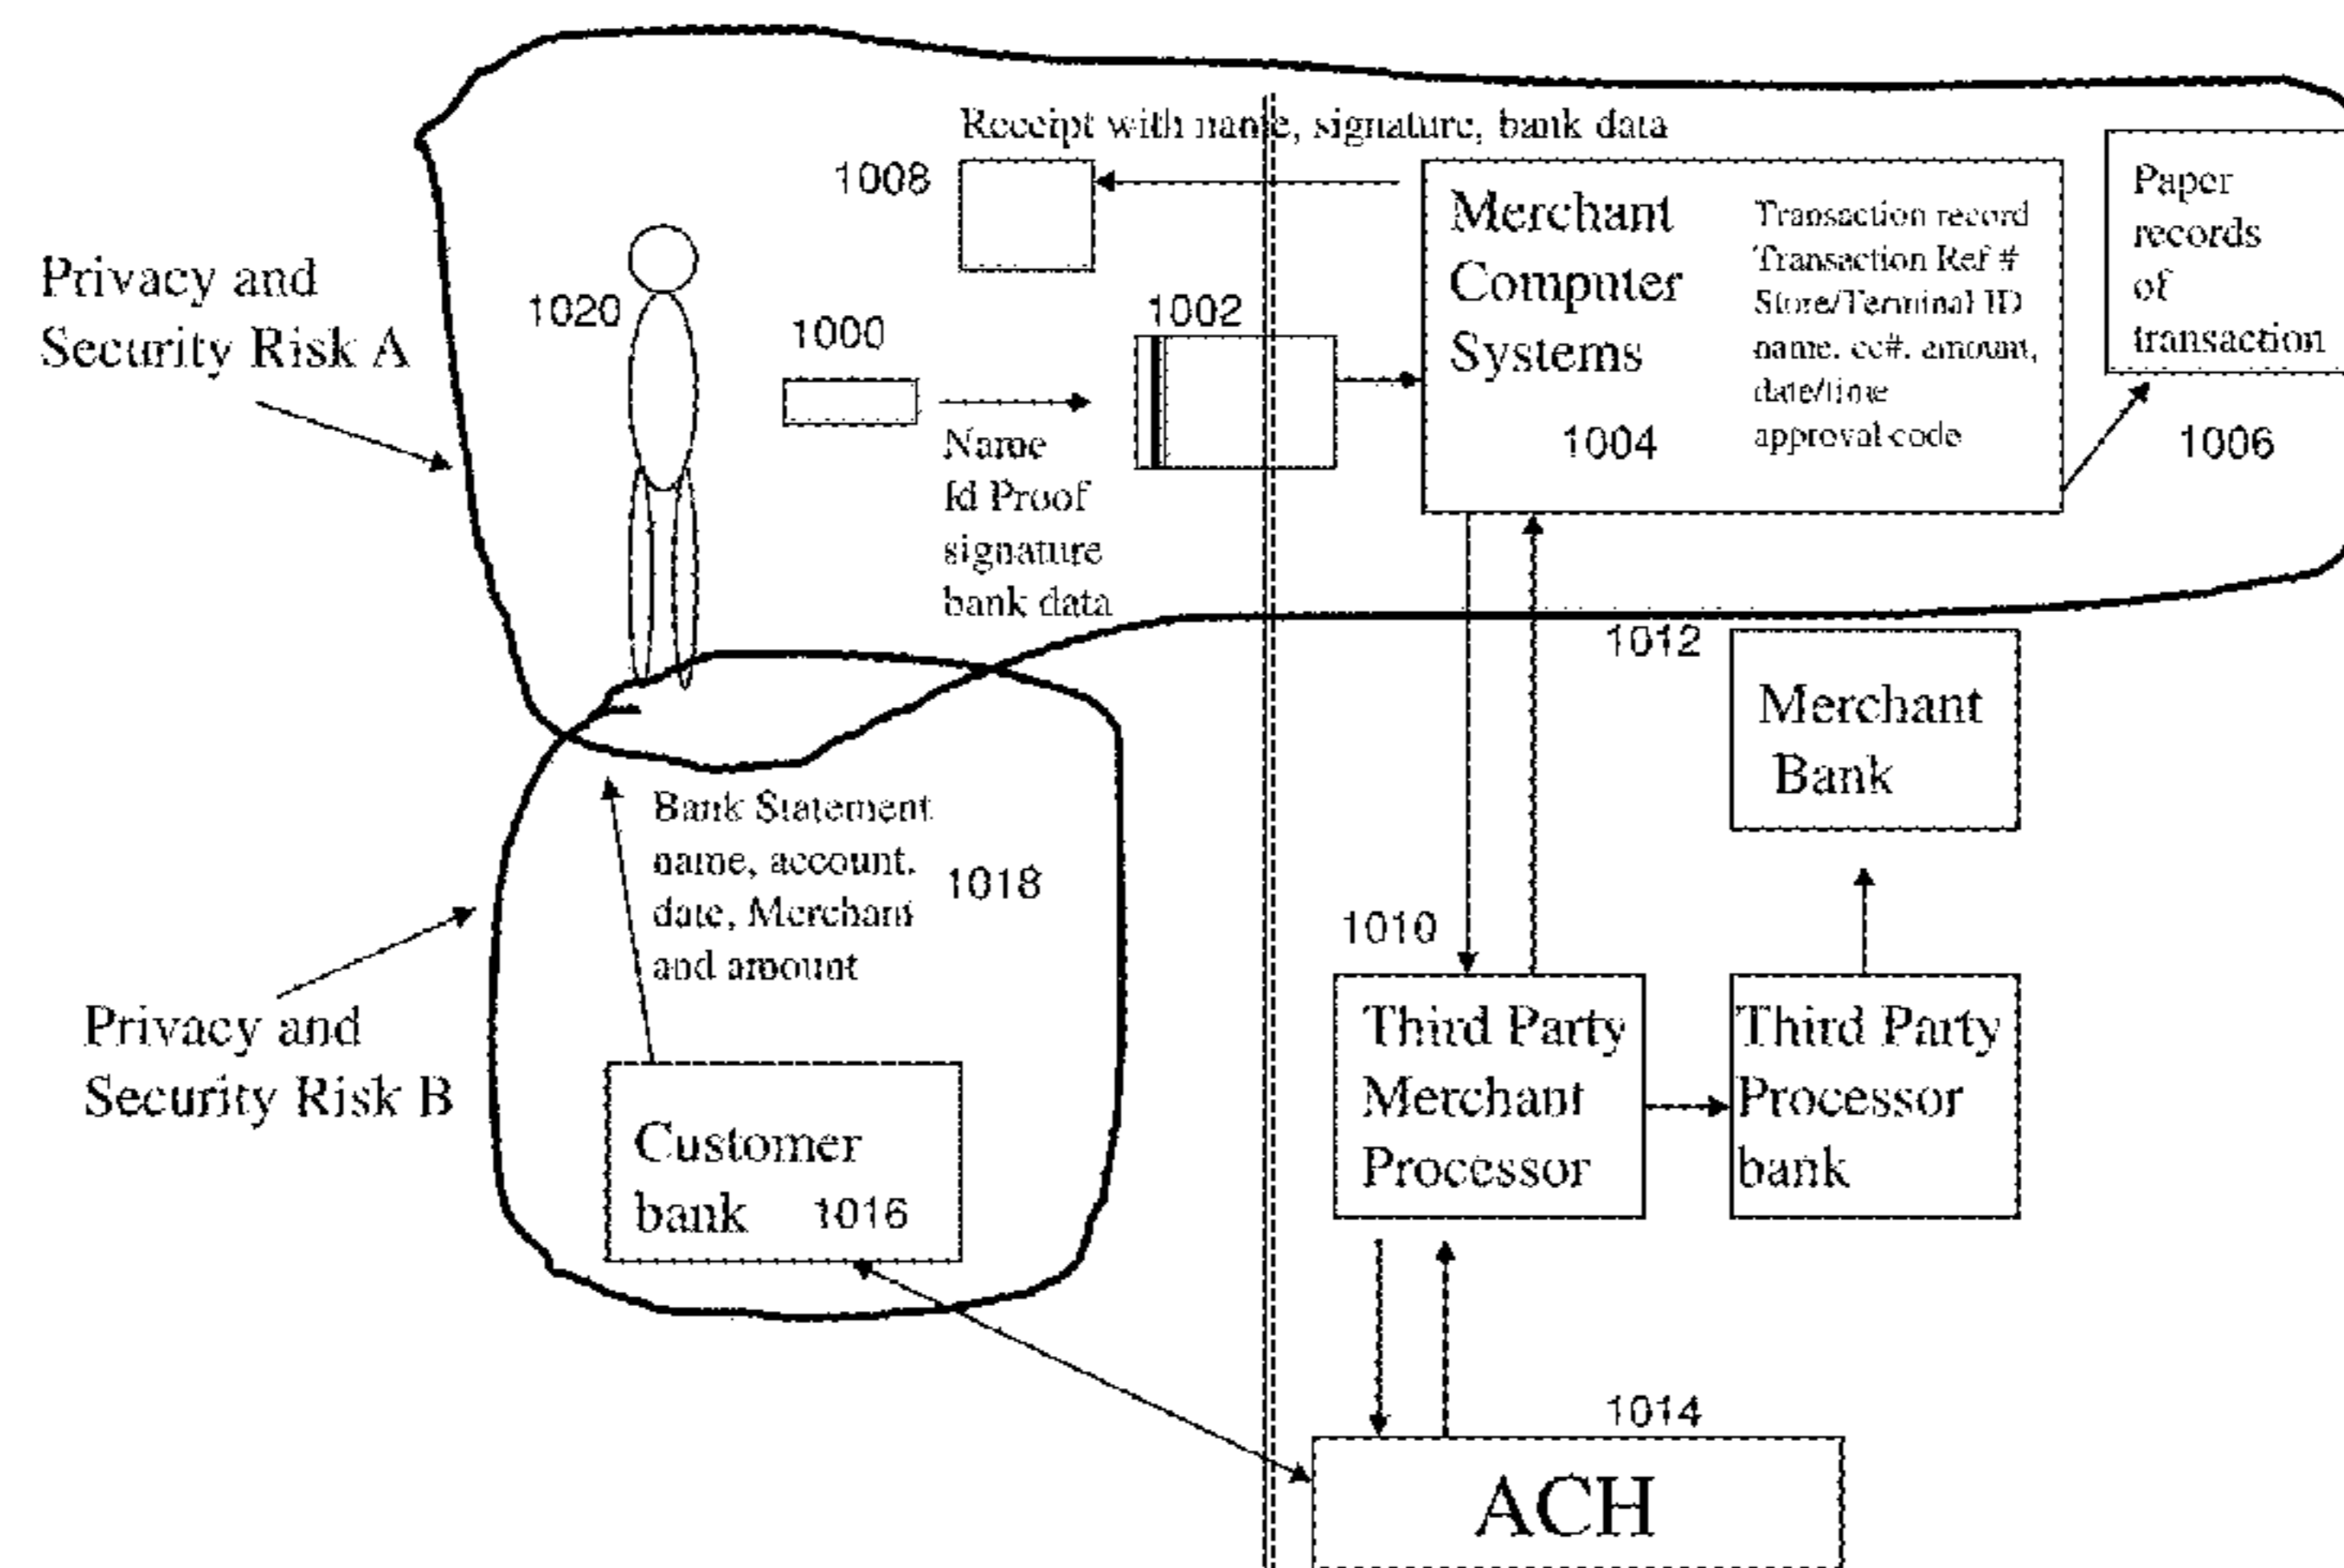 Receipt with name, signature, bank data
1008
Merchant
Computer
Systems
1004
Transaction record
Transaction Ref #
Store/Terminal ID
name, cc#, amount,
date/time
approval code
Paper
records
of
transaction
1006
Privacy and
Security Risk A
1020
1000
1002
Name
Id Proof
signature
bank data
1012
Merchant
Bank
Bank Statement
name, account,
date, Merchant
and amount
1018
1010
Privacy and
Security Risk B
Third Party
Merchant
Processor
Third Party
Processor
bank
Customer
bank
1016
1014
ACH